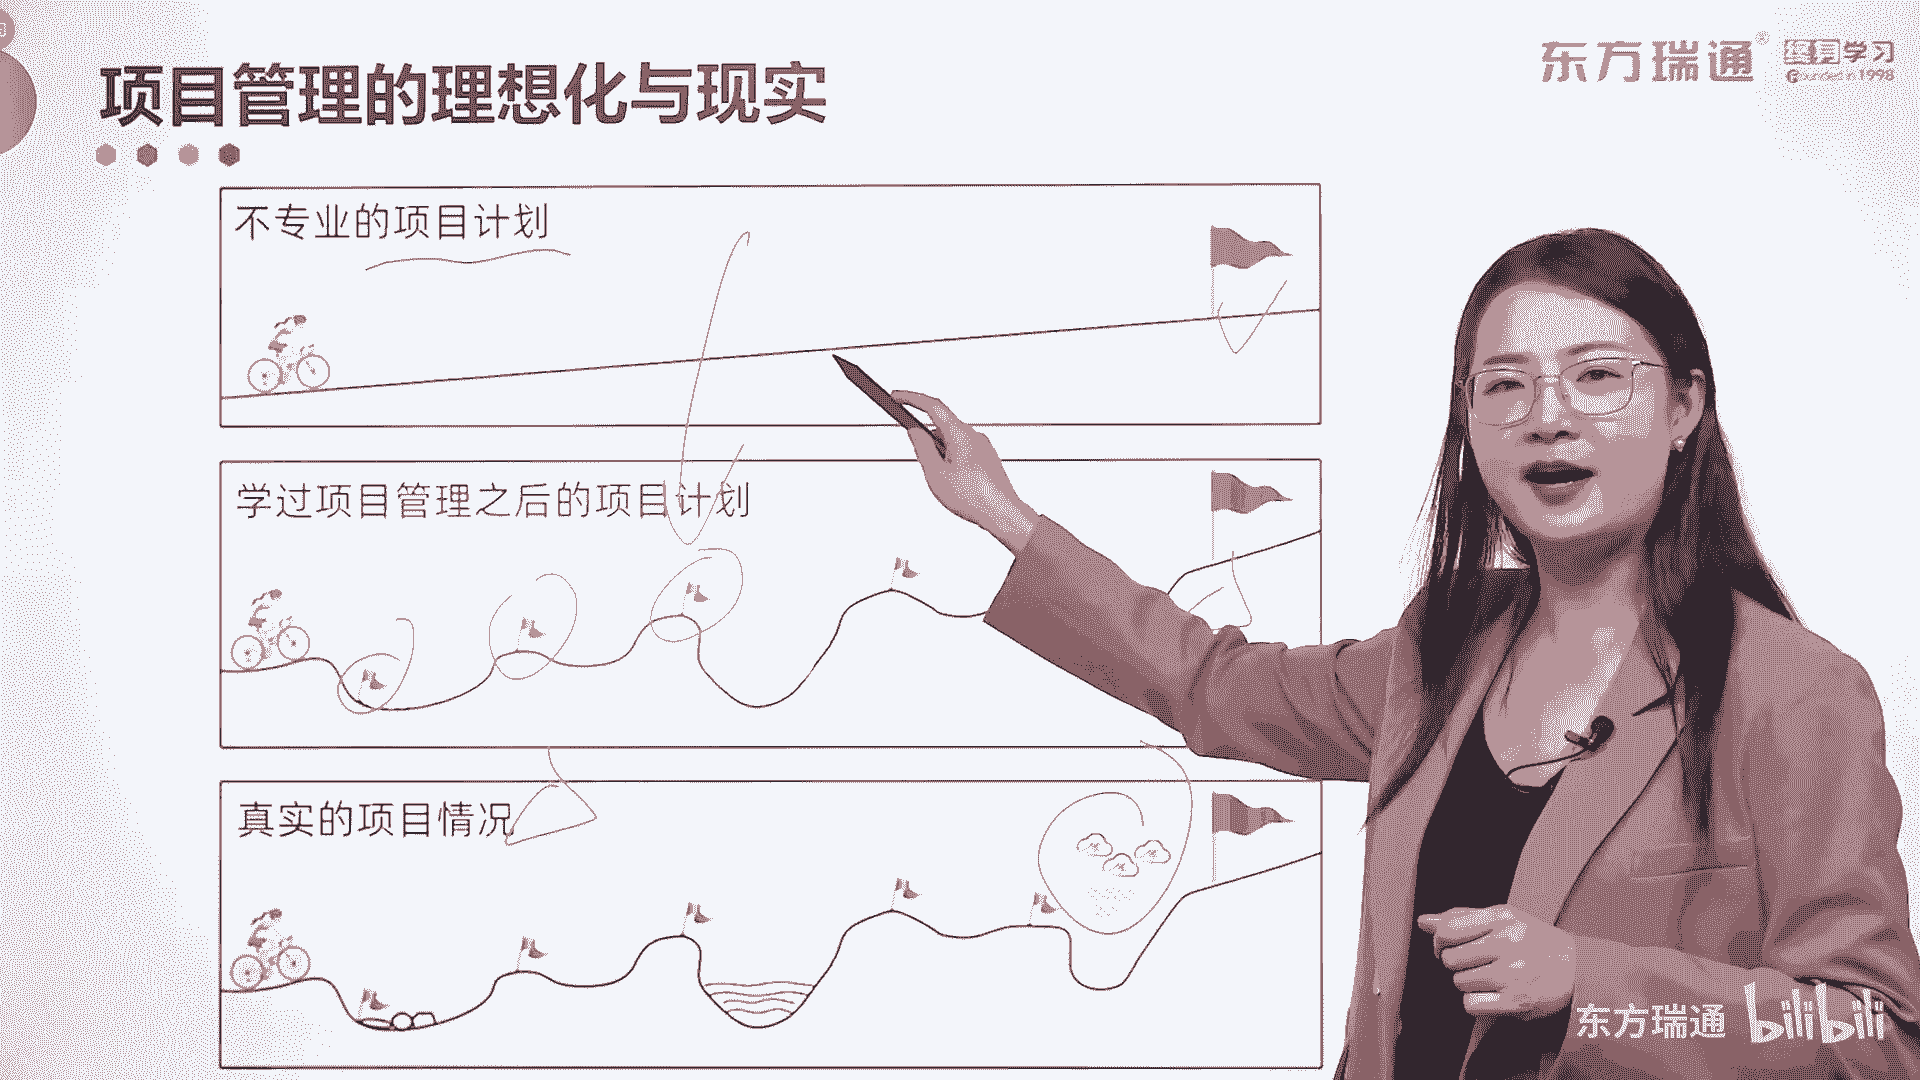 项目管理的理想化与现实
东方瑞通®
学习
Founded in 1998
不专业的项目计划
学过项目管理之后的项目计划
真实的项目情况
东方瑞通 bilibili